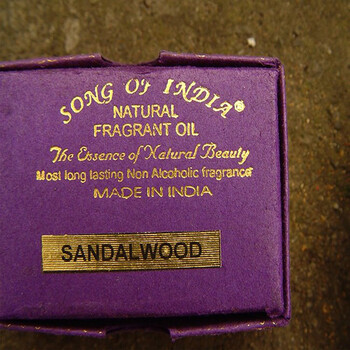 SONG OF INDIA®
NATURAL
FRAGRANT OIL
The Essence of Natural Beauty
Most long lasting Non Alcoholic fragrance
MADE IN INDIA
SANDALWOOD